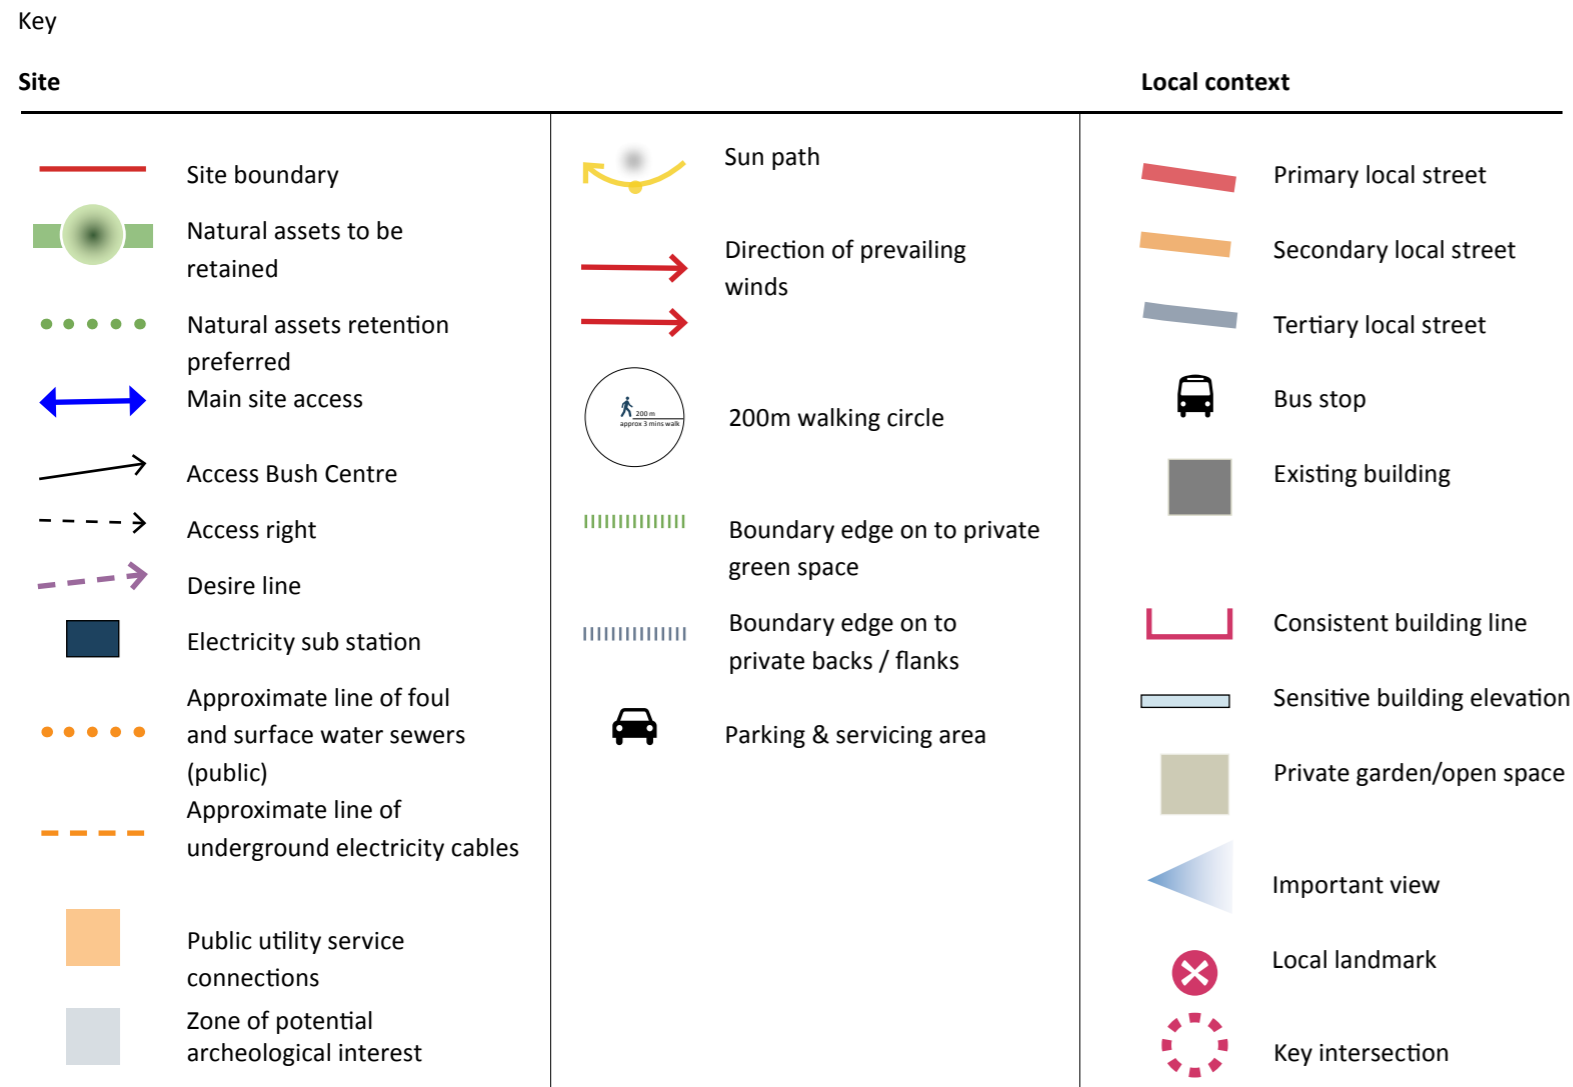 Key
Site
Local context
Site boundary
Natural assets to be
retained
Natural assets retention
preferred
Main site access
Access Bush Centre
Access right
Desire line
Electricity sub station
Approximate line of foul
and surface water sewers
(public)
Approximate line of
underground electricity cables
Public utility service
connections
Zone of potential
archeological interest
Sun path
Direction of prevailing
winds
200 m
approx 3 mins walk
200m walking circle
Boundary edge on to private
green space
Boundary edge on to
private backs / flanks
Parking & servicing area
Primary local street
Secondary local street
Tertiary local street
Bus stop
Existing building
Consistent building line
Sensitive building elevation
Private garden/open space
Important view
Local landmark
Key intersection